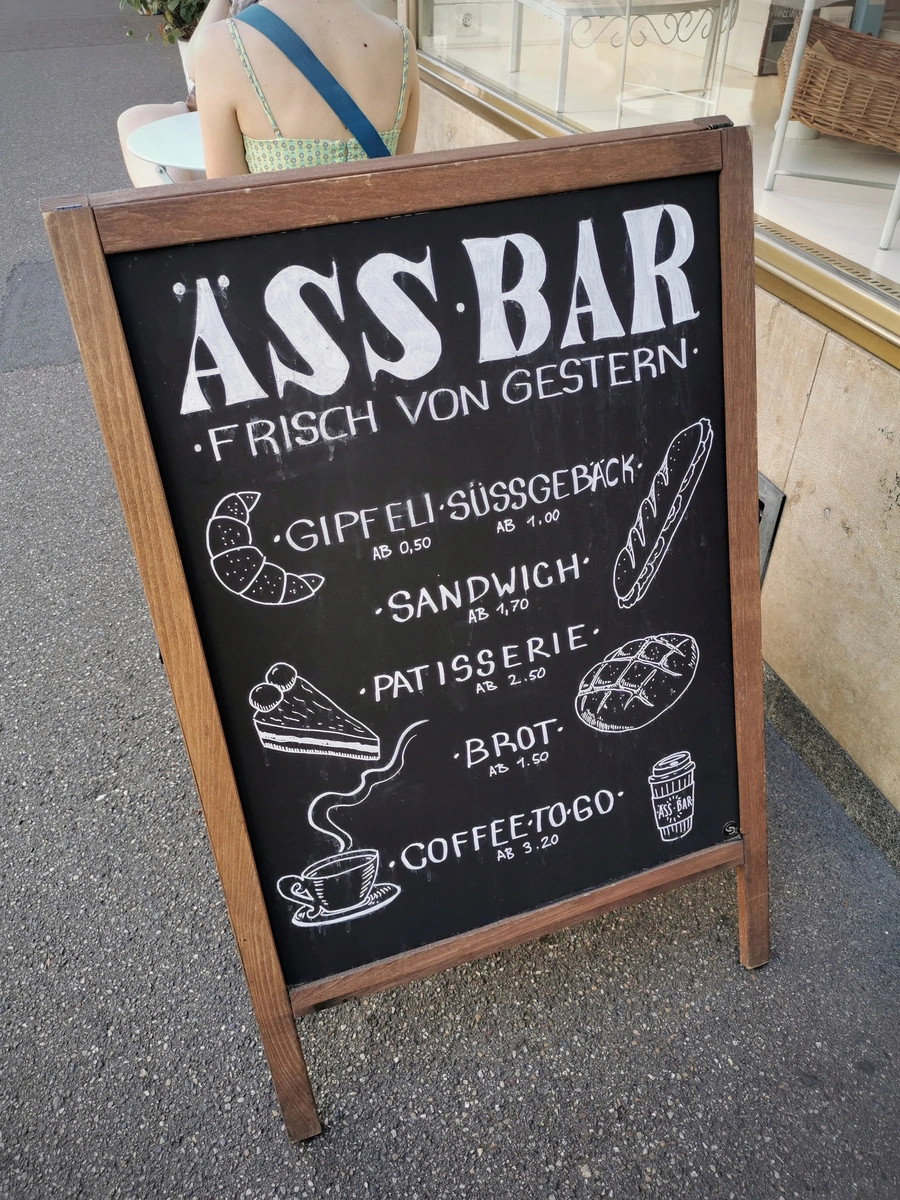 ÄSS·BAR
·FRISCH VON GESTERN·
·GIPFELI·SÜSSGEBÄCK·
AB 0,50 AB 1,00
·SANDWICH·
AB 1,70
·PATISSERIE·
AB 2.50
·BROT·
AB 1.50
·COFFEE·TO·GO·
AB 3.20
ÄSS·BAR